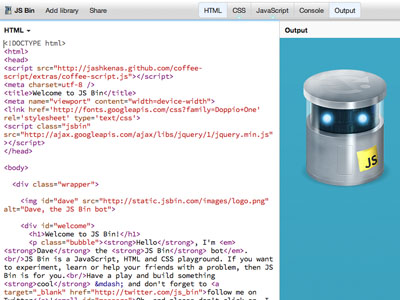 JS Bin Add library Share HTML CSS JavaScript Console Output
HTML Output
<!DOCTYPE html>
<html>
<head>
<script src="http://jashkenas.github.com/coffee-
script/extras/coffee-script.js"></script>
<meta charset=utf-8 />
<title>Welcome to JS Bin</title>
<meta name="viewport" content="width=device-width">
<link href='http://fonts.googleapis.com/css?family=Doppio+One'
rel='stylesheet' type='text/css'>
<script class="jsbin"
src="http://ajax.googleapis.com/ajax/libs/jquery/1/jquery.min.js"
></script>
</head>
<body>
<div class="wrapper">
<img id="dave" src="http://static.jsbin.com/images/logo.png"
alt="Dave, the JS Bin bot">
<div id="welcome">
<h1>Welcome to JS Bin!</h1>
<p class="bubble"><strong>Hello</strong>, I'm <em>
<strong>Dave</strong> the <strong>JS Bin</strong> bot</em>.
<br/>JS Bin is a JavaScript, HTML and CSS playground. If you want
to experiment, learn or help your friends with a problem, then JS
Bin is for you.<br/>Have a play and build something
<strong>cool</strong> &mdash; and don't forget to <a
target="_blank" href="http://twitter.com/js_bin">follow me on
JS